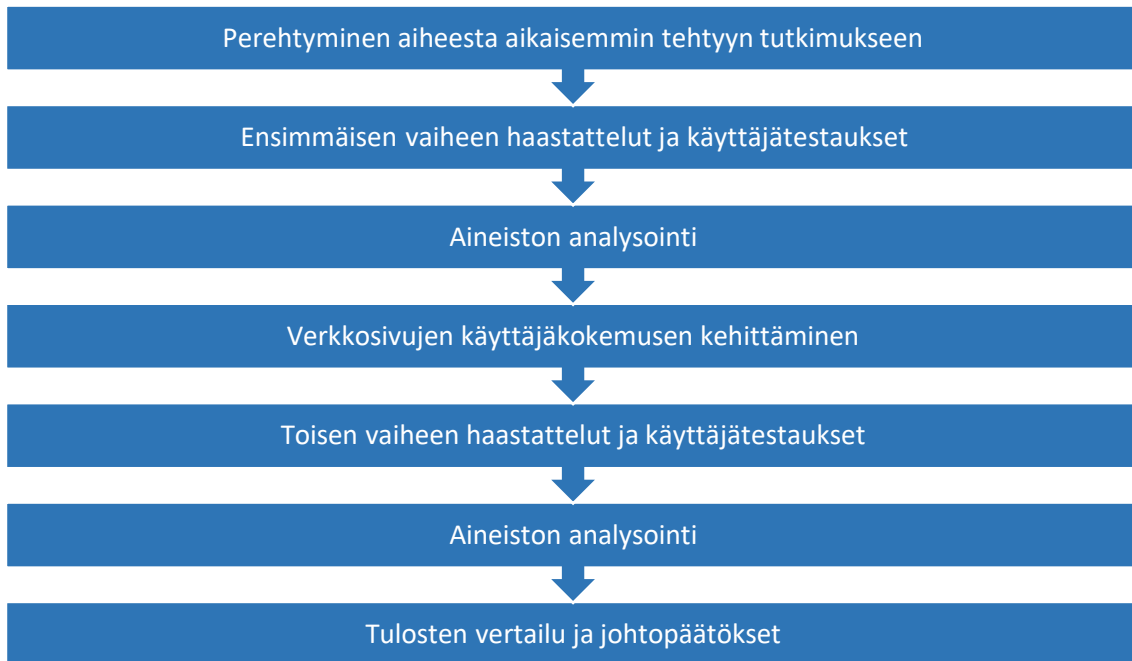 Perehtyminen aiheesta aikaisemmin tehtyyn tutkimukseen
Ensimmäisen vaiheen haastattelut ja käyttäjätestaukset
Aineiston analysointi
Verkkosivujen käyttäjäkokemusen kehittäminen
Toisen vaiheen haastattelut ja käyttäjätestaukset
Aineiston analysointi
Tulosten vertailu ja johtopäätökset